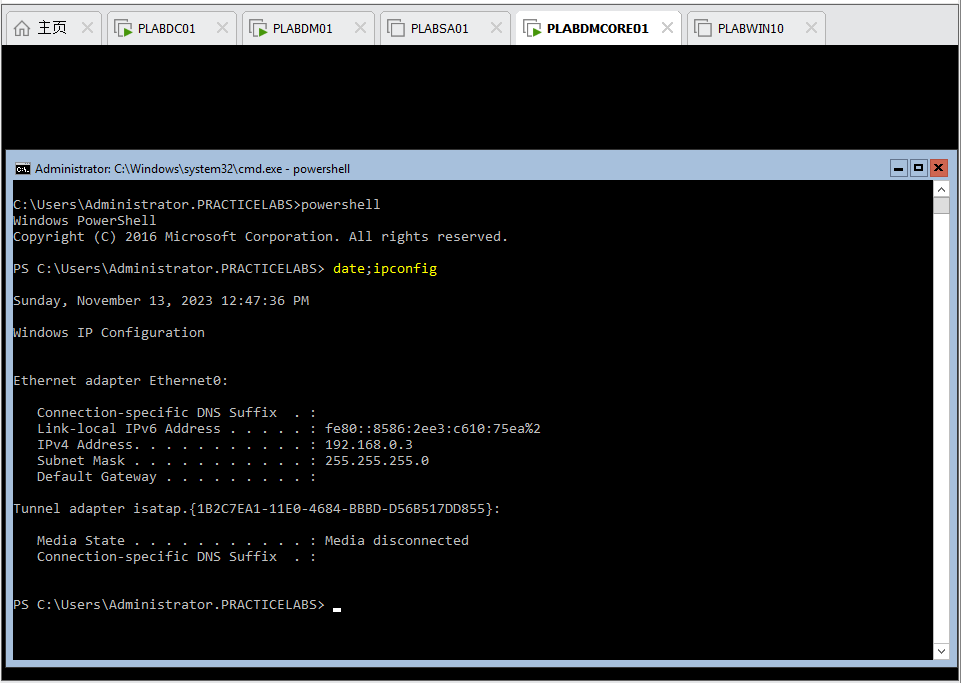 主页 PLABDC01 PLABDM01 PLABSA01 PLABDMCORE01 PLABWIN10
Administrator: C:\Windows\system32\cmd.exe - powershell
C:\Users\Administrator.PRACTICELABS>powershell
Windows PowerShell
Copyright (C) 2016 Microsoft Corporation. All rights reserved.
PS C:\Users\Administrator.PRACTICELABS> date;ipconfig
Sunday, November 13, 2023 12:47:36 PM
Windows IP Configuration
Ethernet adapter Ethernet0:
   Connection-specific DNS Suffix  . :
   Link-local IPv6 Address . . . . . : fe80::8586:2ee3:c610:75ea%2
   IPv4 Address. . . . . . . . . . . : 192.168.0.3
   Subnet Mask . . . . . . . . . . . : 255.255.255.0
   Default Gateway . . . . . . . . . :
Tunnel adapter isatap.{1B2C7EA1-11E0-4684-BBBD-D56B517DD855}:
   Media State . . . . . . . . . . . : Media disconnected
   Connection-specific DNS Suffix  . :
PS C:\Users\Administrator.PRACTICELABS>